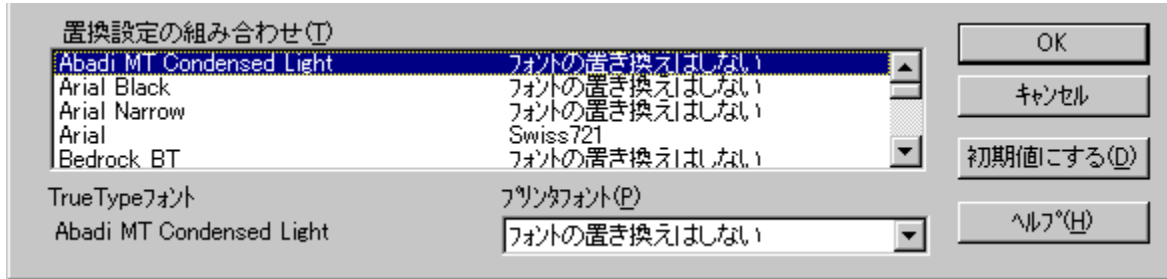 置換設定の組み合わせ(T)
Abadi MT Condensed Light フォントの置き換えはしない
Arial Black フォントの置き換えはしない
Arial Narrow フォントの置き換えはしない
Arial Swiss721
Bedrock BT フォントの置き換えはしない
TrueTypeフォント プリンタフォント(P)
Abadi MT Condensed Light フォントの置き換えはしない
OK
キャンセル
初期値にする(D)
ヘルプ(H)